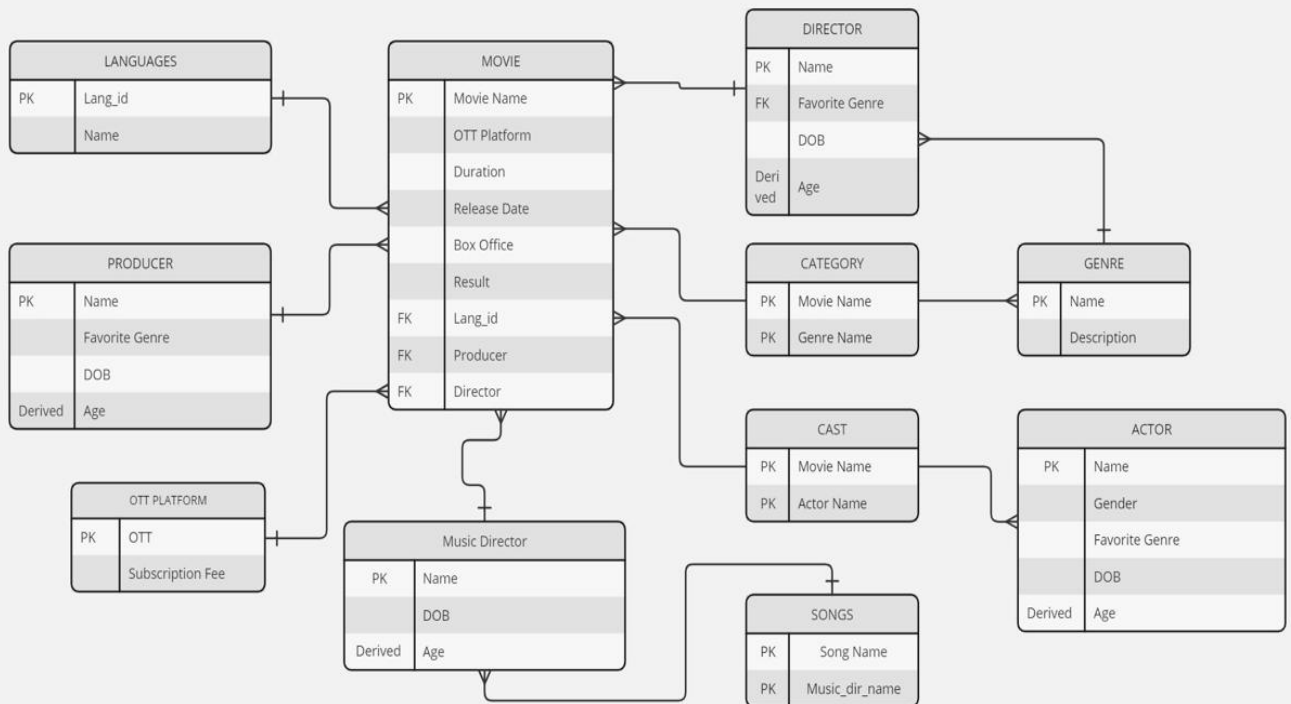 LANGUAGES
PK Lang_id
Name
MOVIE
PK Movie Name
OTT Platform
Duration
Release Date
Box Office
Result
FK Lang_id
FK Producer
FK Director
DIRECTOR
PK Name
FK Favorite Genre
DOB
Deri
ved
Age
PRODUCER
PK Name
Favorite Genre
DOB
Derived Age
CATEGORY
PK Movie Name
PK Genre Name
GENRE
PK Name
Description
OTT PLATFORM
PK OTT
Subscription Fee
Music Director
PK Name
DOB
Derived Age
CAST
PK Movie Name
PK Actor Name
ACTOR
PK Name
Gender
Favorite Genre
DOB
Derived Age
SONGS
PK Song Name
PK Music_dir_name